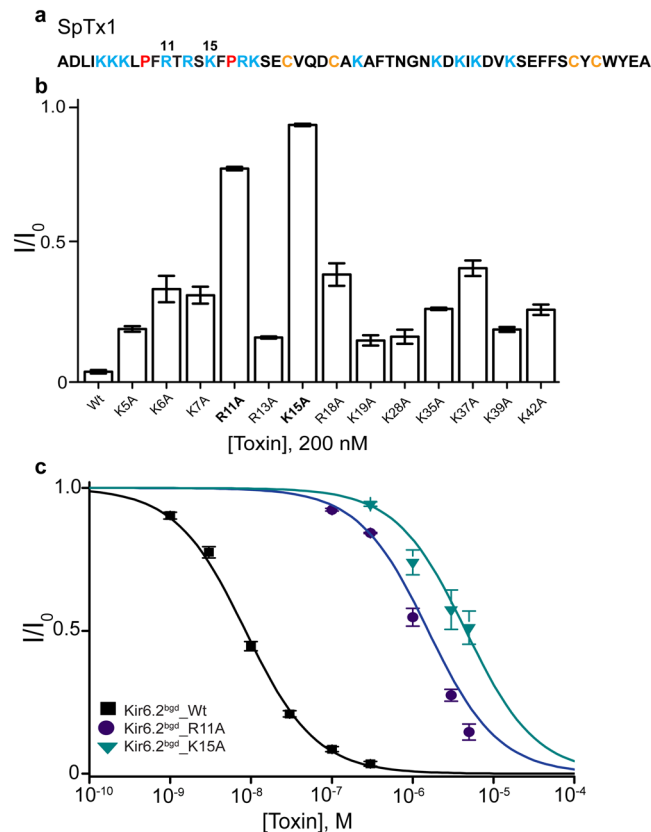 a
SpTx1
11 15
ADLIKKKLPFRTRSKFPRKSECVQDCAKAFTNGNKDKIKDVKSEFFSCYCWYEA
b
1.0
0.5
0
I/I0
Wt K5A K6A K7A R11A R13A K15A R18A K19A K28A K35A K37A K39A K42A
[Toxin], 200 nM
c
1.0
0.5
0
I/I0
Kir6.2bgd_Wt
Kir6.2bgd_R11A
Kir6.2bgd_K15A
10-10 10-9 10-8 10-7 10-6 10-5 10-4
[Toxin], M